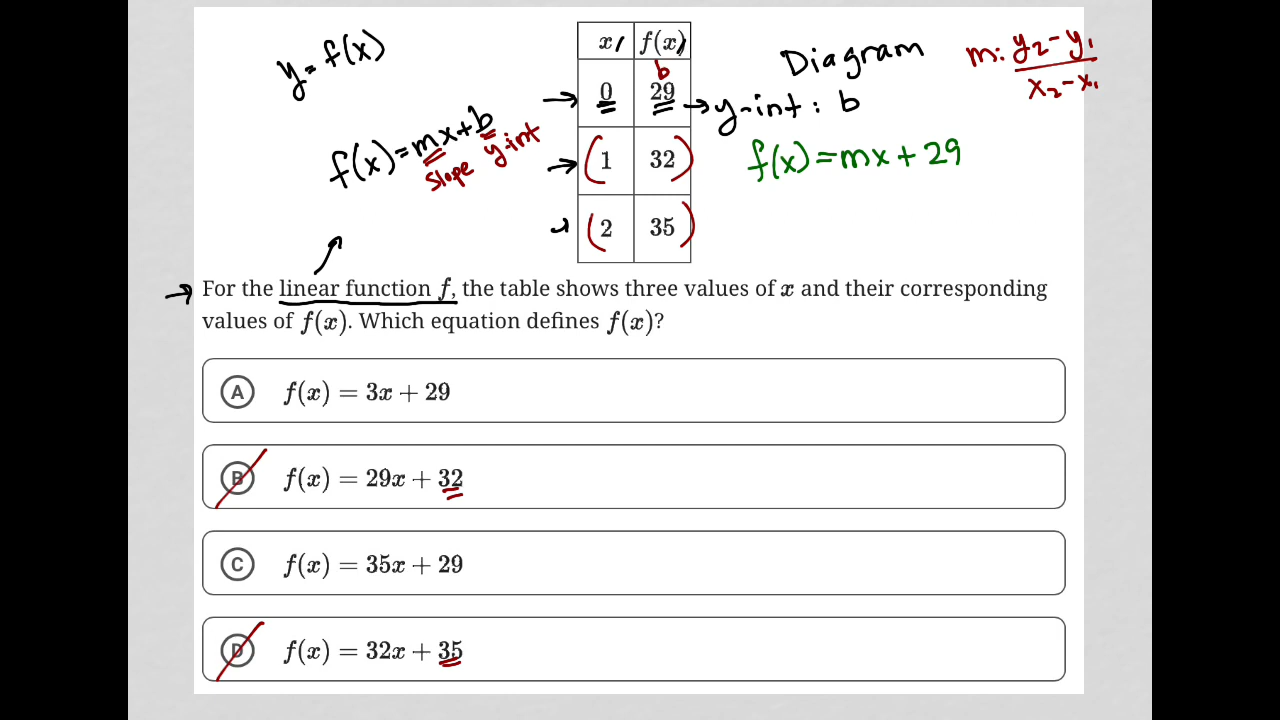 y = f(x)
x f(x)
Diagram
m: y₂ - y₁ / x₂ - x₁
b
0 29
y-int : b
f(x) = mx + b
slope y-int
1 32
f(x) = mx + 29
2 35
For the linear function f, the table shows three values of x and their corresponding
values of f(x). Which equation defines f(x)?
A f(x) = 3x + 29
B f(x) = 29x + 32
C f(x) = 35x + 29
D f(x) = 32x + 35